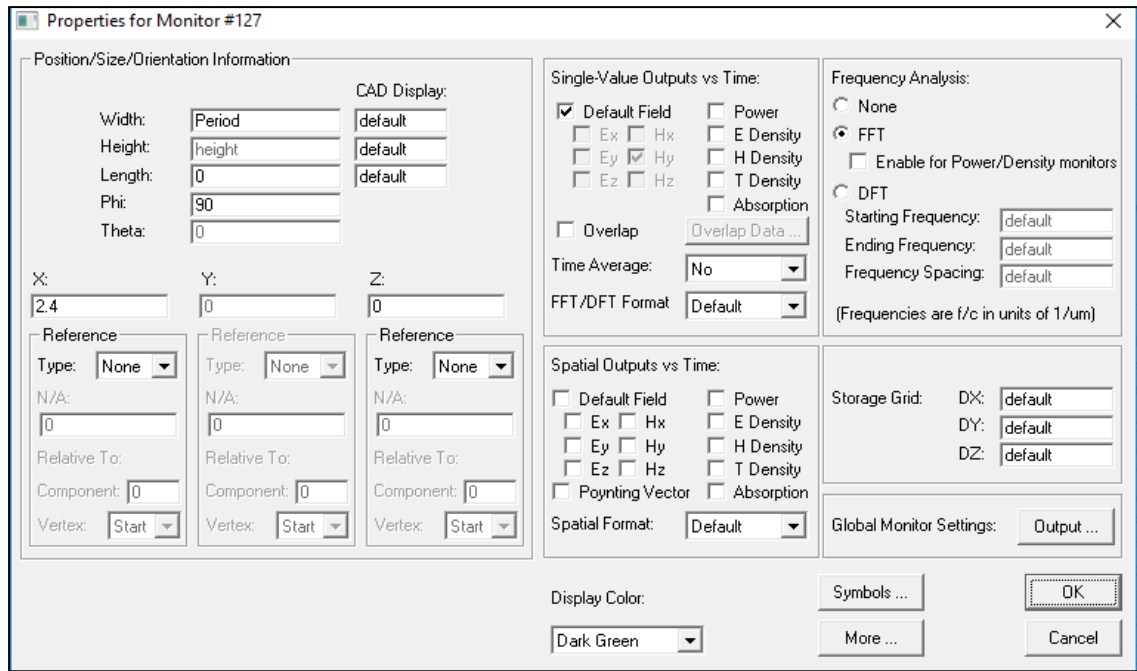 Properties for Monitor #127
Position/Size/Orientation Information
CAD Display:
Width: Period default
Height: height default
Length: 0 default
Phi: 90
Theta: 0
X: Y: Z:
2.4 0 0
Reference Reference Reference
Type: None Type: None Type: None
N/A: N/A: N/A:
0 0 0
Relative To: Relative To: Relative To:
Component: 0 Component: 0 Component: 0
Vertex: Start Vertex: Start Vertex: Start
Single-Value Outputs vs Time:
Default Field Power
Ex Hx E Density
Ey Hy H Density
Ez Hz T Density
Absorption
Overlap Overlap Data ...
Time Average: No
FFT/DFT Format Default
Frequency Analysis:
None
FFT
Enable for Power/Density monitors
DFT
Starting Frequency: default
Ending Frequency: default
Frequency Spacing: default
(Frequencies are f/c in units of 1/um)
Spatial Outputs vs Time:
Default Field Power
Ex Hx E Density
Ey Hy H Density
Ez Hz T Density
Poynting Vector Absorption
Spatial Format: Default
Storage Grid: DX: default
DY: default
DZ: default
Global Monitor Settings: Output ...
Display Color:
Dark Green
Symbols ... OK
More ... Cancel